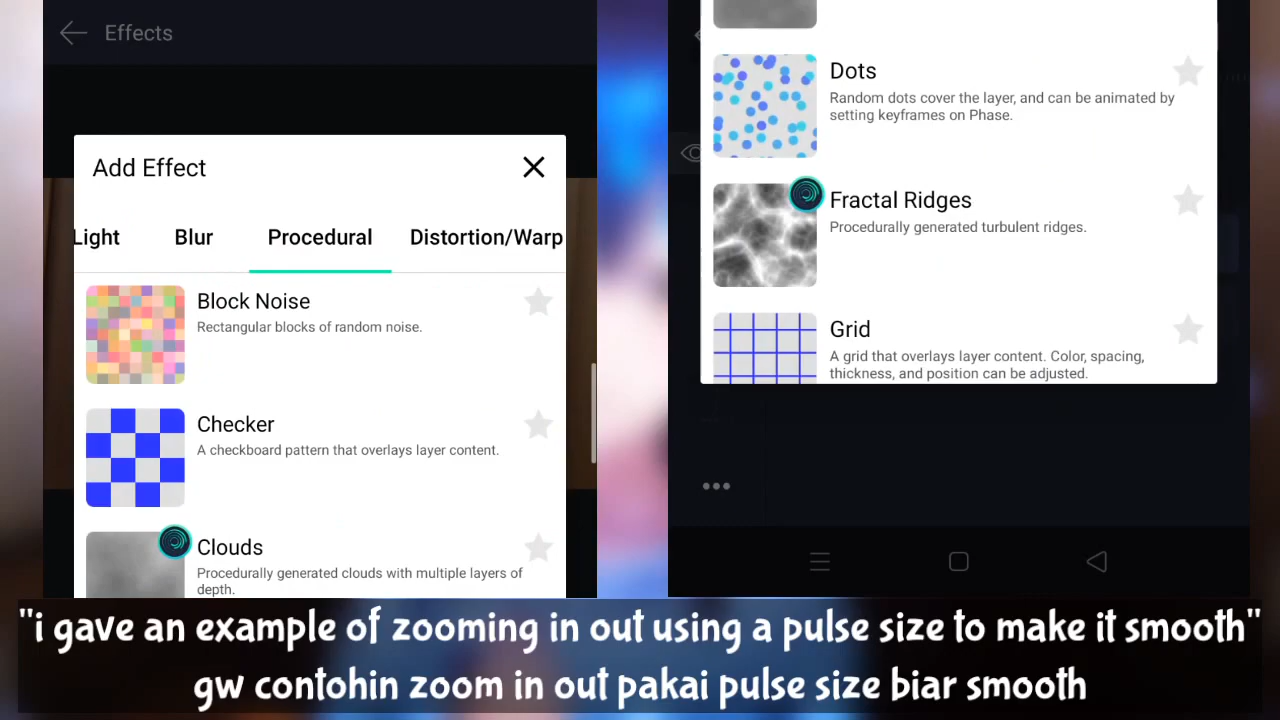 Effects
Add Effect
Light Blur Procedural Distortion/Warp
Block Noise
Rectangular blocks of random noise.
Checker
A checkboard pattern that overlays layer content.
Clouds
Procedurally generated clouds with multiple layers of
depth.
Dots
Random dots cover the layer, and can be animated by
setting keyframes on Phase.
Fractal Ridges
Procedurally generated turbulent ridges.
Grid
A grid that overlays layer content. Color, spacing,
thickness, and position can be adjusted.
"i gave an example of zooming in out using a pulse size to make it smooth"
gw contohin zoom in out pakai pulse size biar smooth